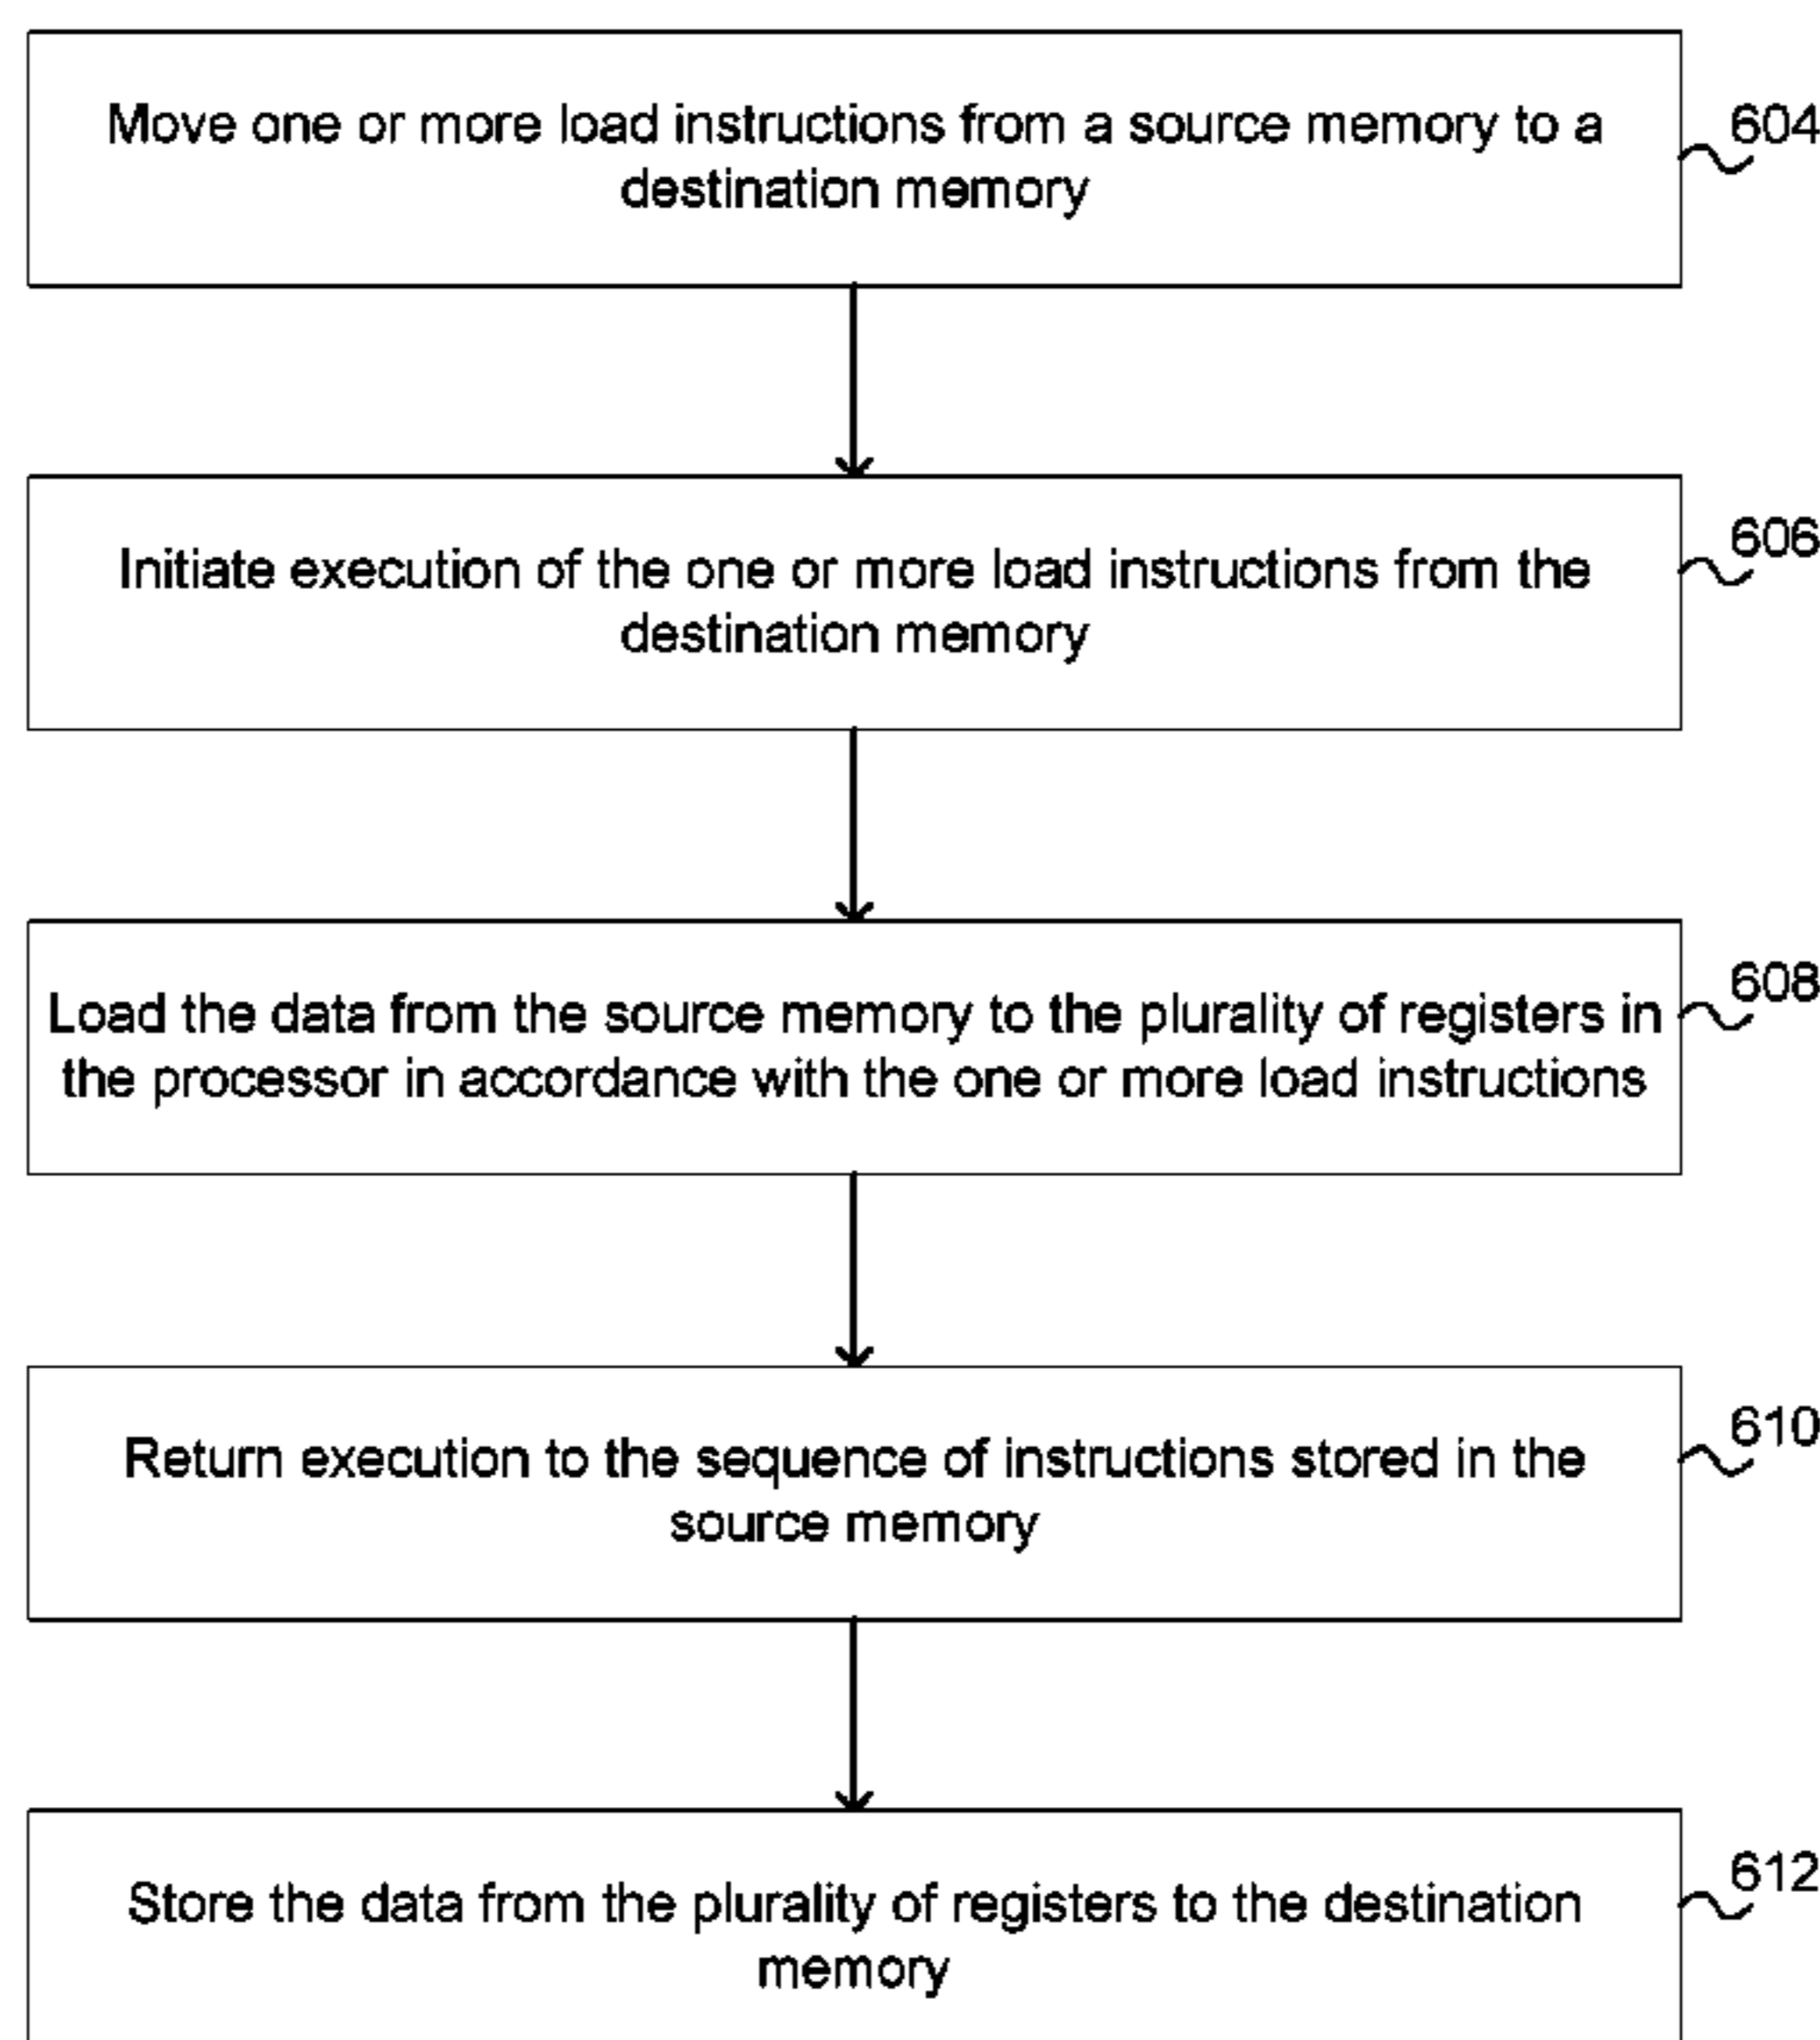 Move one or more load instructions from a source memory to a
destination memory
604
Initiate execution of the one or more load instructions from the
destination memory
606
Load the data from the source memory to the plurality of registers in
the processor in accordance with the one or more load instructions
608
Return execution to the sequence of instructions stored in the
source memory
610
Store the data from the plurality of registers to the destination
memory
612